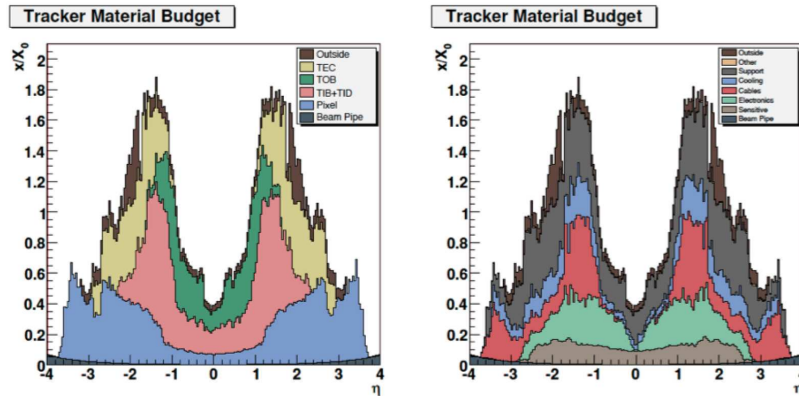 Tracker Material Budget
x/X0
2
1.8
1.6
1.4
1.2
1
0.8
0.6
0.4
0.2
0
-4 -3 -2 -1 0 1 2 3 4
η
Outside
TEC
TOB
TIB+TID
Pixel
Beam Pipe
Tracker Material Budget
x/X0
2
1.8
1.6
1.4
1.2
1
0.8
0.6
0.4
0.2
0
-4 -3 -2 -1 0 1 2 3 4
η
Outside
Other
Support
Cooling
Cables
Electronics
Sensitive
Beam Pipe